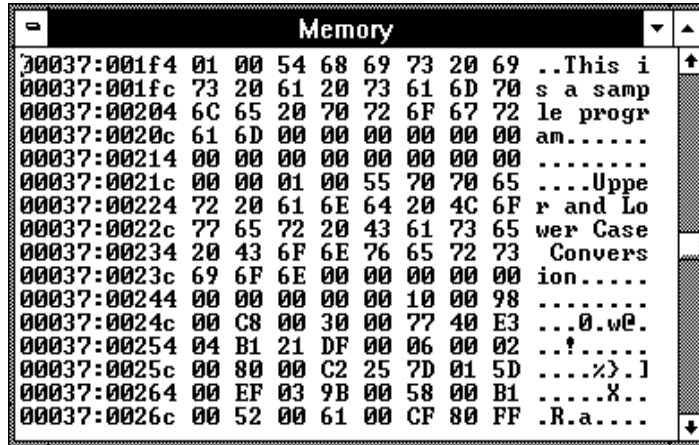 Memory
00037:001f4 01 00 54 68 69 73 20 69 ..This i
00037:001fc 73 20 61 20 73 61 6D 70 s a samp
00037:00204 6C 65 20 70 72 6F 67 72 le progr
00037:0020c 61 6D 00 00 00 00 00 00 am......
00037:00214 00 00 00 00 00 00 00 00 ........
00037:0021c 00 00 01 00 55 70 70 65 ....Uppe
00037:00224 72 20 61 6E 64 20 4C 6F r and Lo
00037:0022c 77 65 72 20 43 61 73 65 wer Case
00037:00234 20 43 6F 6E 76 65 72 73  Convers
00037:0023c 69 6F 6E 00 00 00 00 00 ion.....
00037:00244 00 00 00 00 00 10 00 98 ........
00037:0024c 00 C8 00 30 00 77 40 E3 ...0.w@.
00037:00254 04 B1 21 DF 00 06 00 02 ..!.....
00037:0025c 00 80 00 C2 25 7D 01 5D ....%}.]
00037:00264 00 EF 03 9B 00 58 00 B1 .....X..
00037:0026c 00 52 00 61 00 CF 80 FF .R.a....